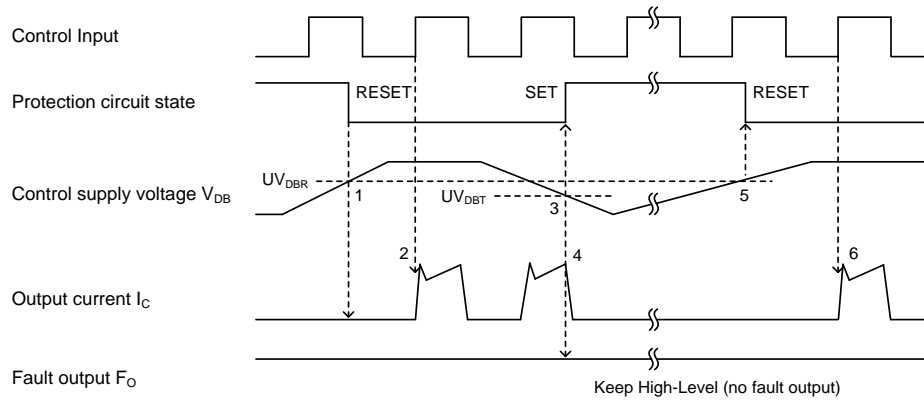 Control Input
Protection circuit state
RESET
SET
RESET
Control supply voltage VDB
UVDBR
1
UVDBT
3
5
Output current IC
2
4
6
Fault output FO
Keep High-Level (no fault output)